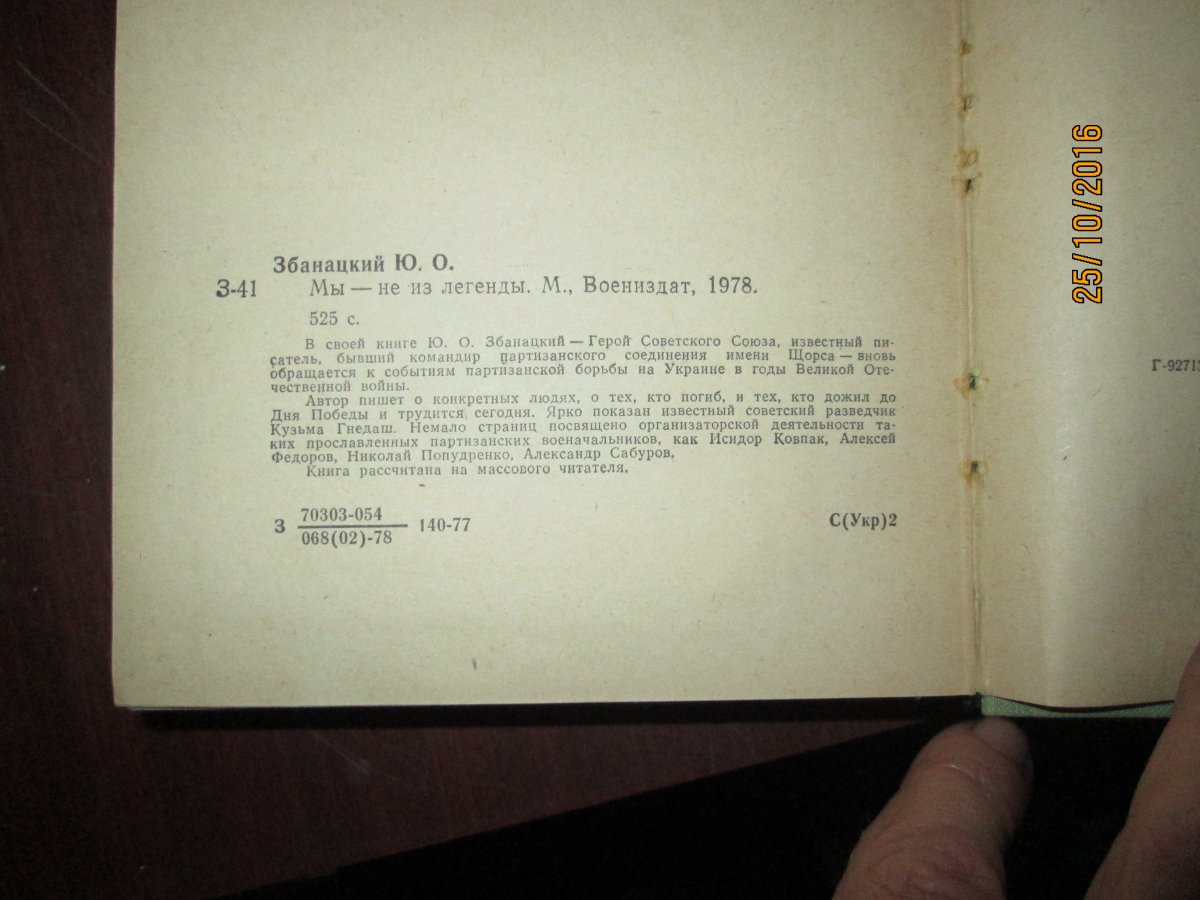 Збанацкий Ю. О.
З-41 Мы — не из легенды. М., Воениздат, 1978.
525 с.
В своей книге Ю. О. Збанацкий — Герой Советского Союза, известный пи-
сатель, бывший командир партизанского соединения имени Щорса — вновь
обращается к событиям партизанской борьбы на Украине в годы Великой Оте-
чественной войны.
Автор пишет о конкретных людях, о тех, кто погиб, и тех, кто дожил до
Дня Победы и трудится сегодня. Ярко показан известный советский разведчик
Кузьма Гнедаш. Немало страниц посвящено организаторской деятельности та-
ких прославленных партизанских военачальников, как Исидор Ковпак, Алексей
Федоров, Николай Попудренко, Александр Сабуров.
Книга рассчитана на массового читателя.
З 70303-054
068(02)-78 140-77
С(Укр)2
25/10/2016